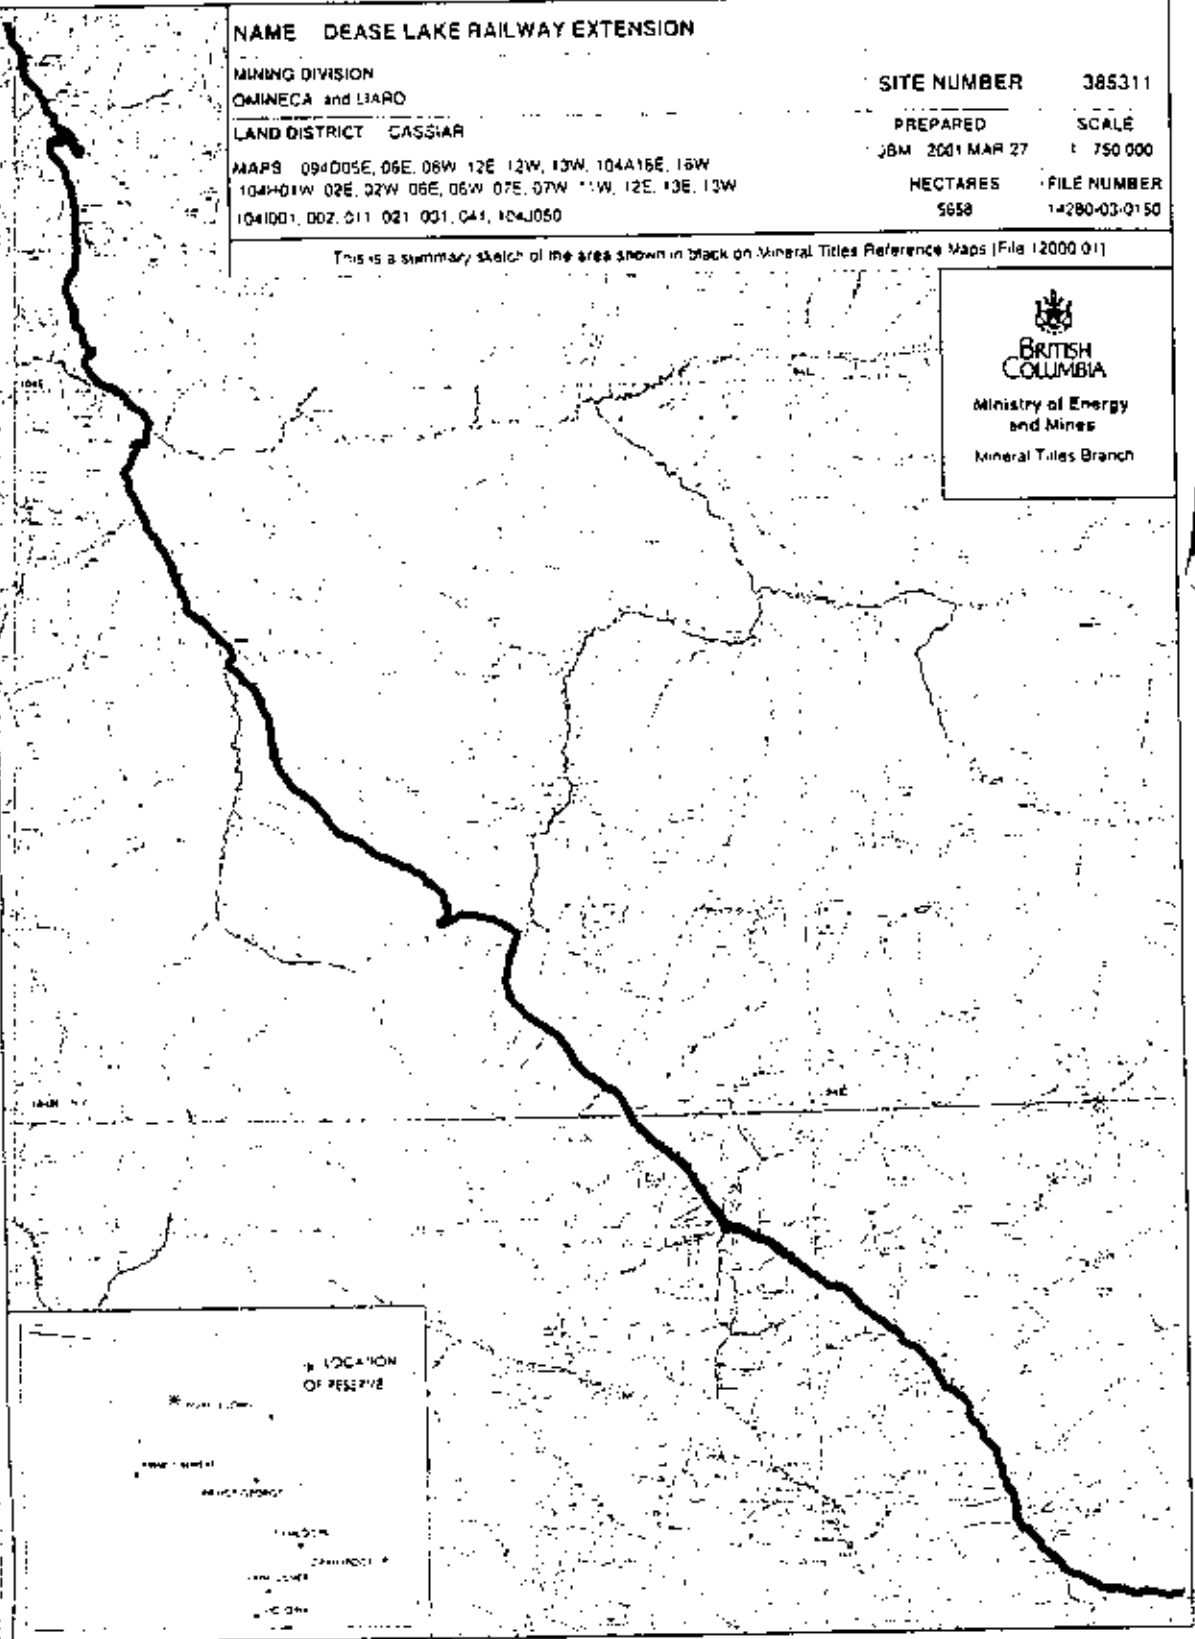 NAME DEASE LAKE RAILWAY EXTENSION
MINING DIVISION
OMINECA and LIARD
SITE NUMBER 385311
LAND DISTRICT CASSIAR
PREPARED SCALE
JBM 2001 MAR 27 1 750 000
MAPS 094D05E, 06E, 06W 12E 12W, 13W, 104A16E, 16W
104H01W 02E, 02W 06E, 06W 07E, 07W 11W, 12E, 13E, 13W
104I001, 002, 011 021 031, 041, 104J050
HECTARES FILE NUMBER
5658 14280-03-0150
This is a summary sketch of the area shown in black on Mineral Titles Reference Maps [File 12000 01]
BRITISH
COLUMBIA
Ministry of Energy
and Mines
Mineral Titles Branch
94L
94E
LOCATION
OF RESERVE
PRINCE GEORGE